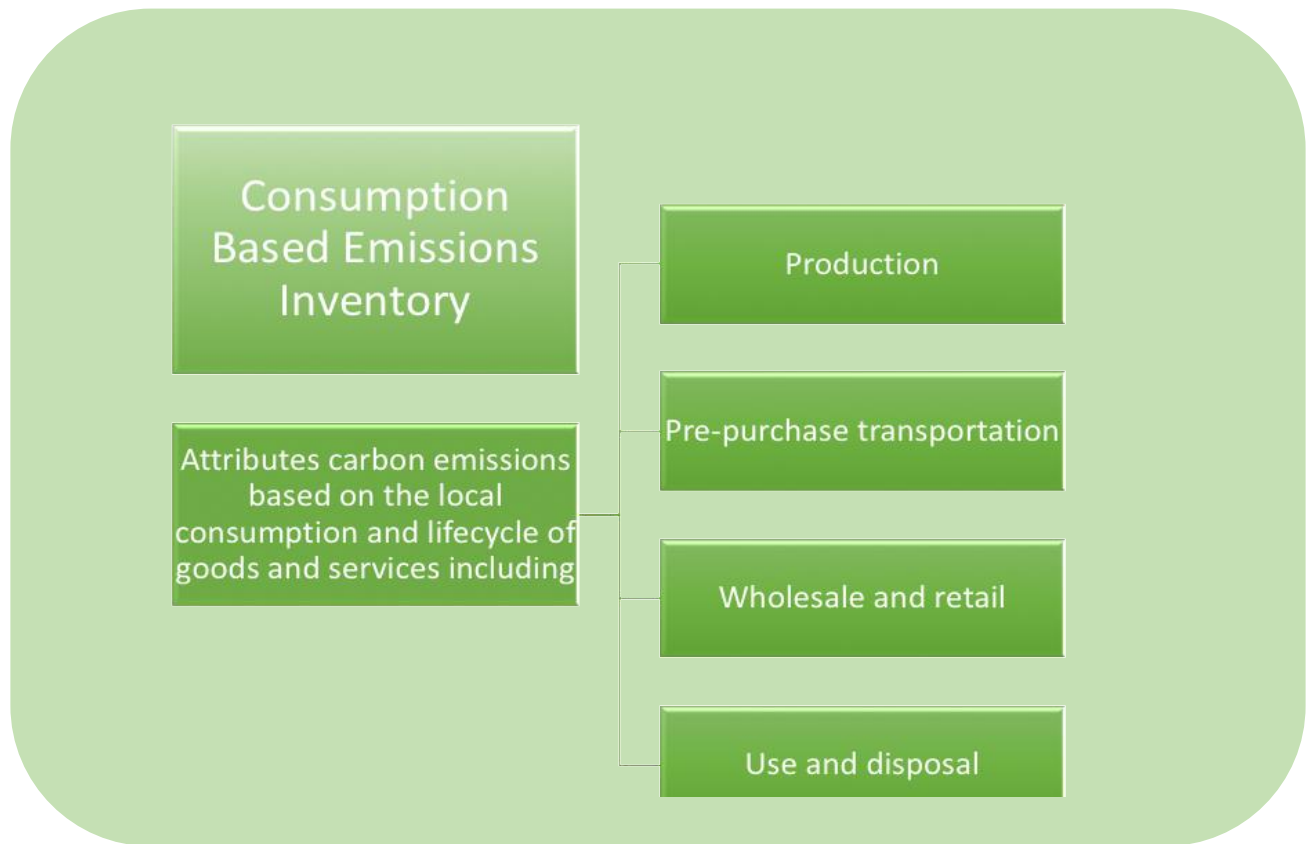 Consumption
Based Emissions
Inventory
Attributes carbon emissions
based on the local
consumption and lifecycle of
goods and services including
Production
Pre-purchase transportation
Wholesale and retail
Use and disposal